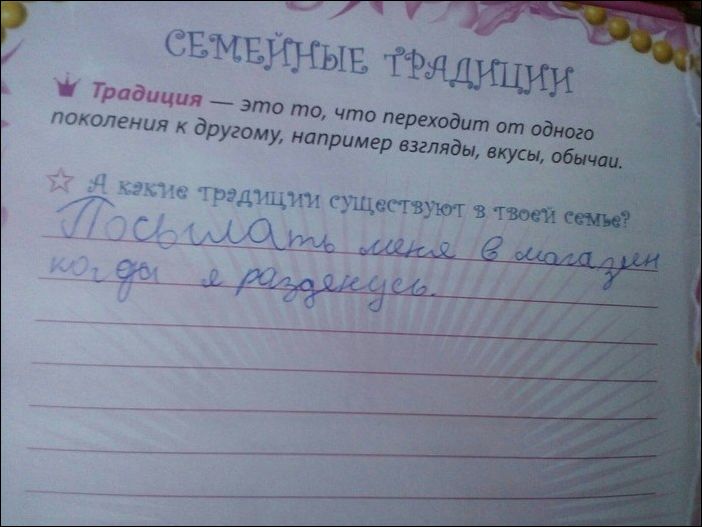 СЕМЕЙНЫЕ ТРАДИЦИИ
Традиция — это то, что переходит от одного
поколения к другому, например взгляды, вкусы, обычаи.
А какие традиции существуют в твоей семье?
Посылать меня в магазин
когды я разденусь.